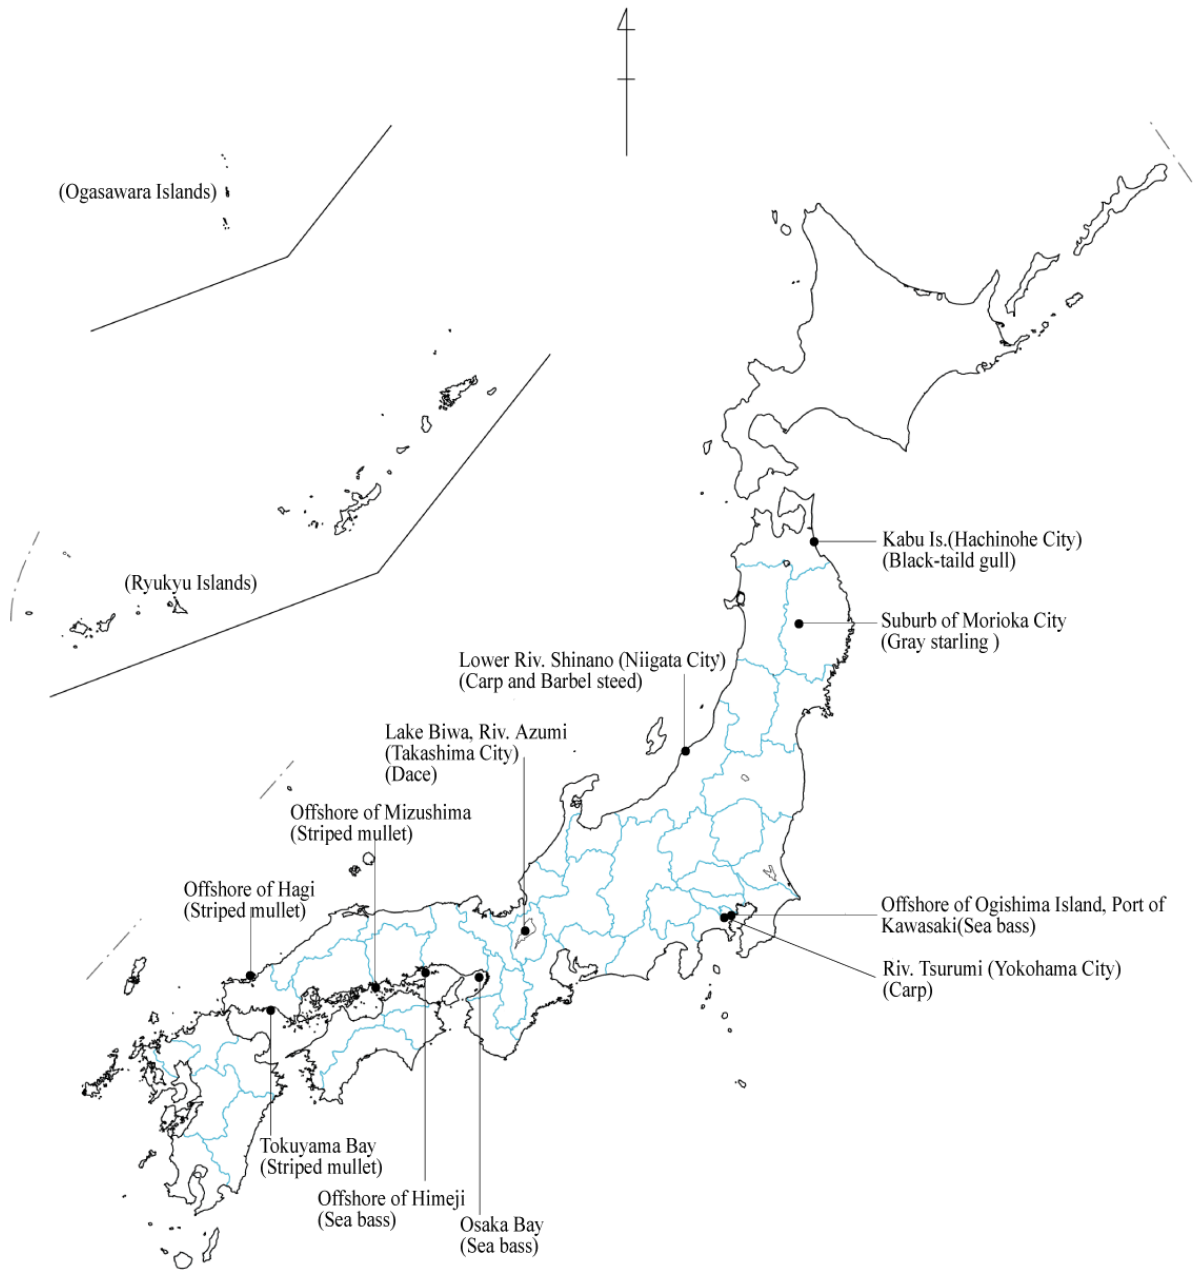 (Ogasawara Islands)
(Ryukyu Islands)
Kabu Is.(Hachinohe City)
(Black-taild gull)
Suburb of Morioka City
(Gray starling )
Lower Riv. Shinano (Niigata City)
(Carp and Barbel steed)
Lake Biwa, Riv. Azumi
(Takashima City)
(Dace)
Offshore of Mizushima
(Striped mullet)
Offshore of Hagi
(Striped mullet)
Offshore of Ogishima Island, Port of
Kawasaki(Sea bass)
Riv. Tsurumi (Yokohama City)
(Carp)
Tokuyama Bay
(Striped mullet)
Offshore of Himeji
(Sea bass)
Osaka Bay
(Sea bass)